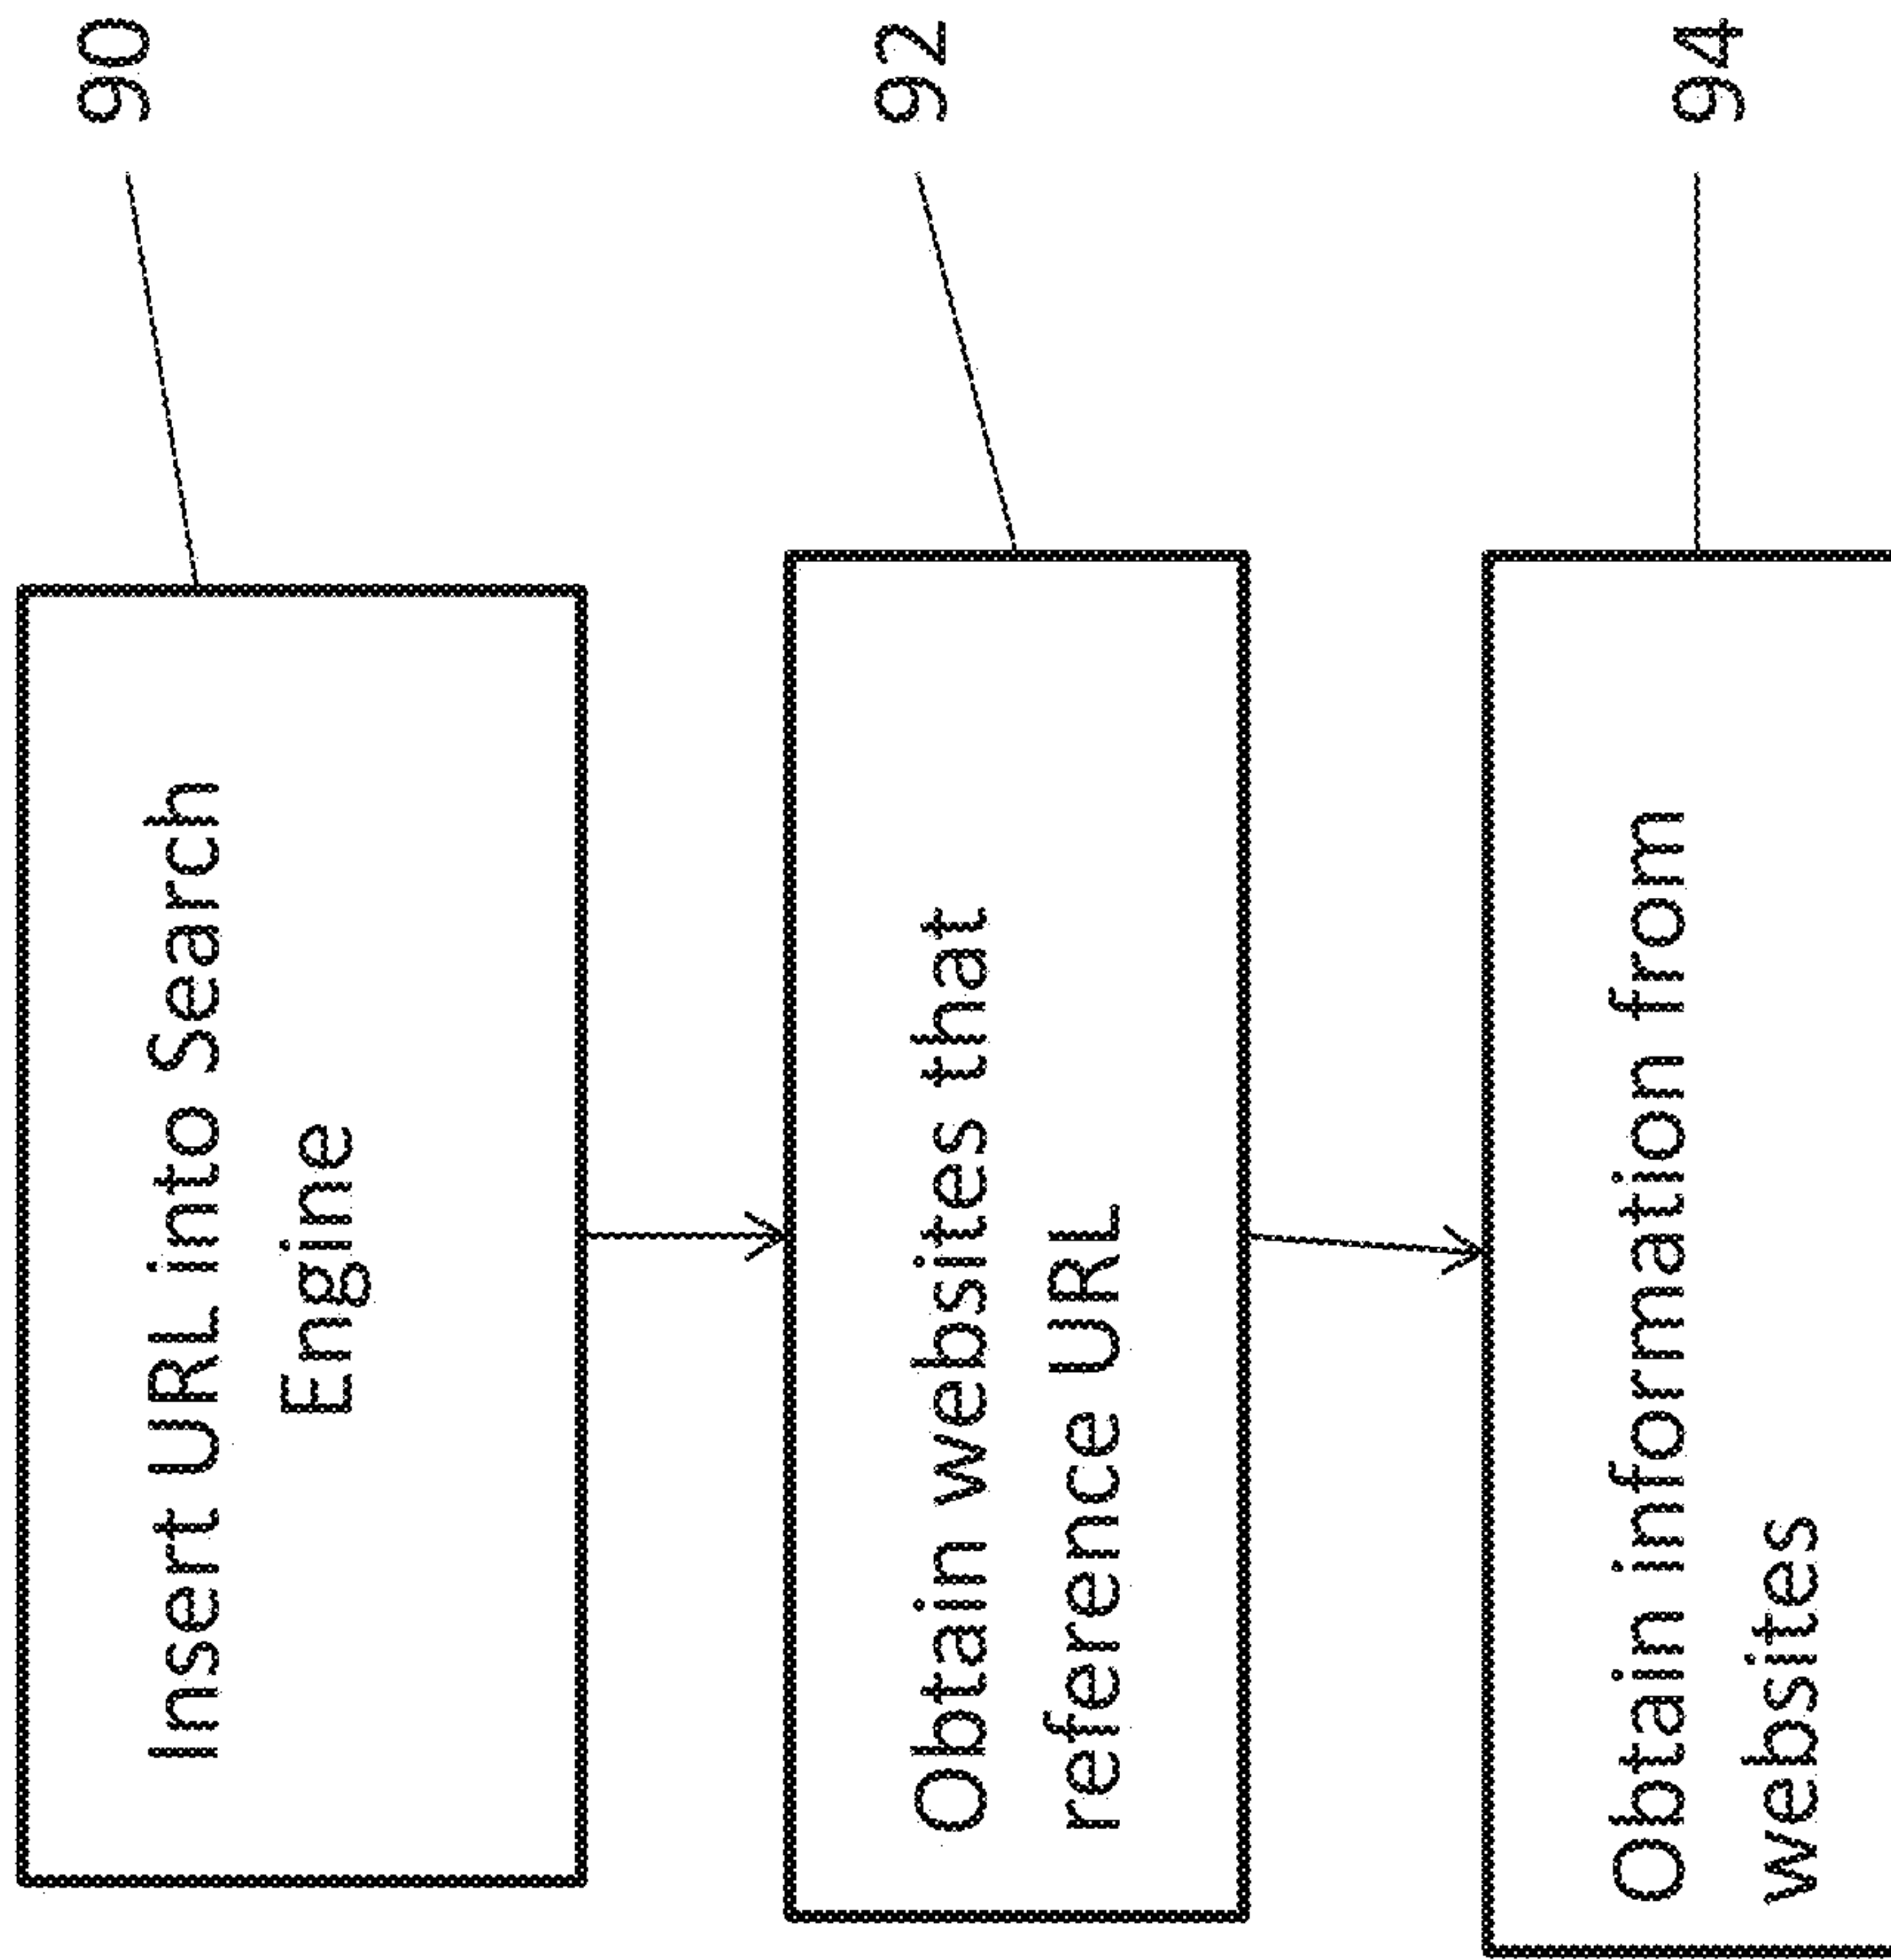 Insert URL into Search
Engine
90
Obtain websites that
reference URL
92
Obtain information from
websites
94